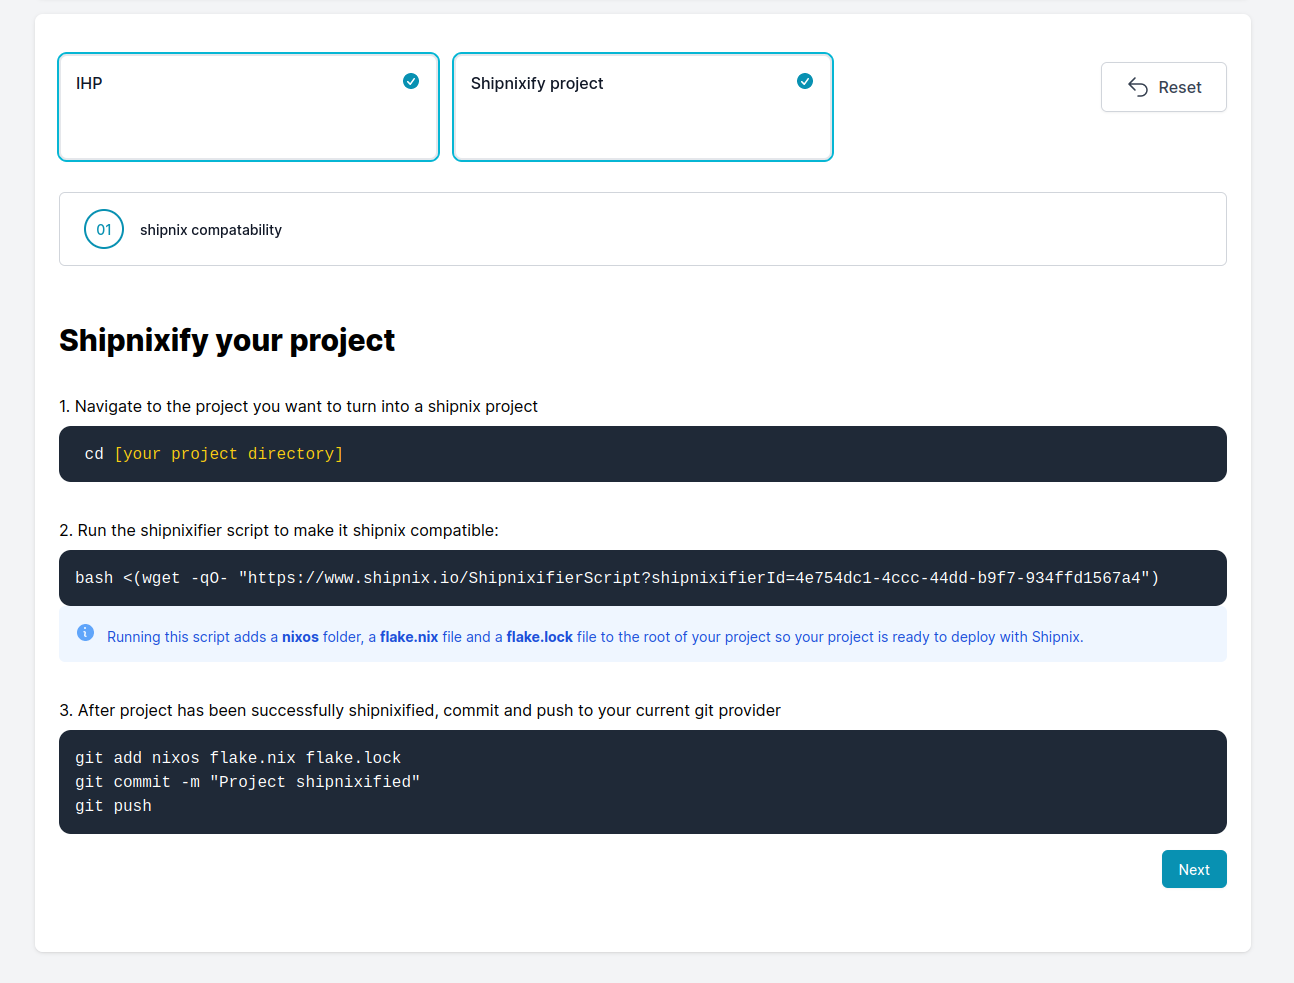 IHP
Shipnixify project
Reset
01
shipnix compatability
Shipnixify your project
1. Navigate to the project you want to turn into a shipnix project
cd [your project directory]
2. Run the shipnixifier script to make it shipnix compatible:
bash <(wget -qO- "https://www.shipnix.io/ShipnixifierScript?shipnixifierId=4e754dc1-4ccc-44dd-b9f7-934ffd1567a4")
Running this script adds a nixos folder, a flake.nix file and a flake.lock file to the root of your project so your project is ready to deploy with Shipnix.
3. After project has been successfully shipnixified, commit and push to your current git provider
git add nixos flake.nix flake.lock
git commit -m "Project shipnixified"
git push
Next